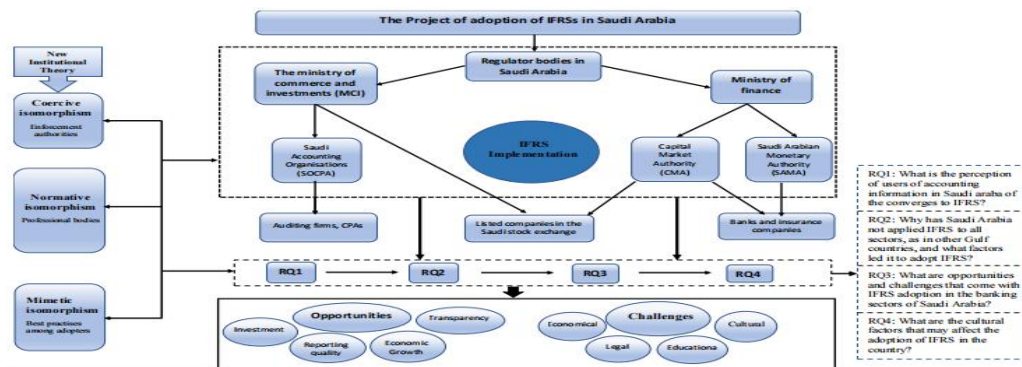 The Project of adoption of IFRSs in Saudi Arabia
New
Institutional
Theory
Coercive
isomorphism
Enforcement
authorities
Normative
isomorphism
Professional bodies
Mimetic
isomorphism
Best practises
among adopters
Regulator bodies in
Saudi Arabia
The ministry of
commerce and
investments (MCI)
Ministry of
finance
Saudi
Accounting
Organisations
(SOCPA)
IFRS
Implementation
Capital
Market
Authority
(CMA)
Saudi Arabian
Monetary
Authority
(SAMA)
Auditing firms, CPAs
Listed companies in the
Saudi stock exchange
Banks and insurance
companies
RQ1
RQ2
RQ3
RQ4
Opportunities
Investment
Transparency
Reporting
quality
Economic
Growth
Challenges
Economical
Cultural
Legal
Educationa
RQ1: What is the perception
of users of accounting
information in Saudi araba of
the converges to IFRS?
RQ2: Why has Saudi Arabia
not applied IFRS to all
sectors, as in other Gulf
countries, and what factors
led it to adopt IFRS?
RQ3: What are opportunities
and challenges that come with
IFRS adoption in the banking
sectors of Saudi Arabia?
RQ4: What are the cultural
factors that may affect the
adoption of IFRS in the
country?